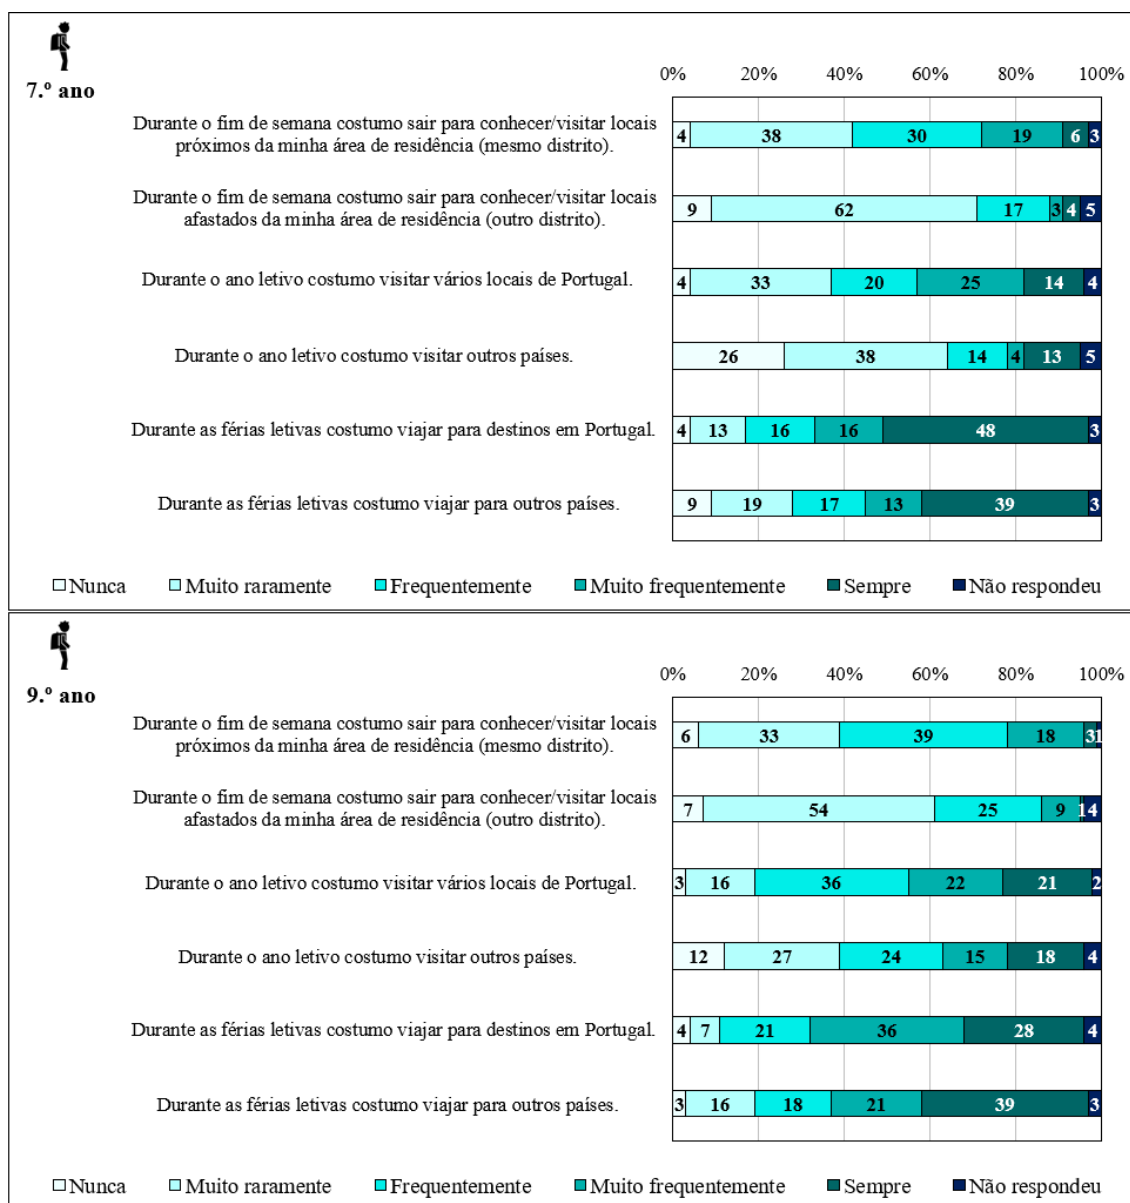 7.º ano
0% 20% 40% 60% 80% 100%
Durante o fim de semana costumo sair para conhecer/visitar locais
próximos da minha área de residência (mesmo distrito).
4 38 30 19 6 3
Durante o fim de semana costumo sair para conhecer/visitar locais
afastados da minha área de residência (outro distrito).
9 62 17 3 4 5
Durante o ano letivo costumo visitar vários locais de Portugal.
4 33 20 25 14 4
Durante o ano letivo costumo visitar outros países.
26 38 14 4 13 5
Durante as férias letivas costumo viajar para destinos em Portugal.
4 13 16 16 48 3
Durante as férias letivas costumo viajar para outros países.
9 19 17 13 39 3
Nunca Muito raramente Frequentemente Muito frequentemente Sempre Não respondeu
9.º ano
0% 20% 40% 60% 80% 100%
Durante o fim de semana costumo sair para conhecer/visitar locais
próximos da minha área de residência (mesmo distrito).
6 33 39 18 3 1
Durante o fim de semana costumo sair para conhecer/visitar locais
afastados da minha área de residência (outro distrito).
7 54 25 9 1 4
Durante o ano letivo costumo visitar vários locais de Portugal.
3 16 36 22 21 2
Durante o ano letivo costumo visitar outros países.
12 27 24 15 18 4
Durante as férias letivas costumo viajar para destinos em Portugal.
4 7 21 36 28 4
Durante as férias letivas costumo viajar para outros países.
3 16 18 21 39 3
Nunca Muito raramente Frequentemente Muito frequentemente Sempre Não respondeu